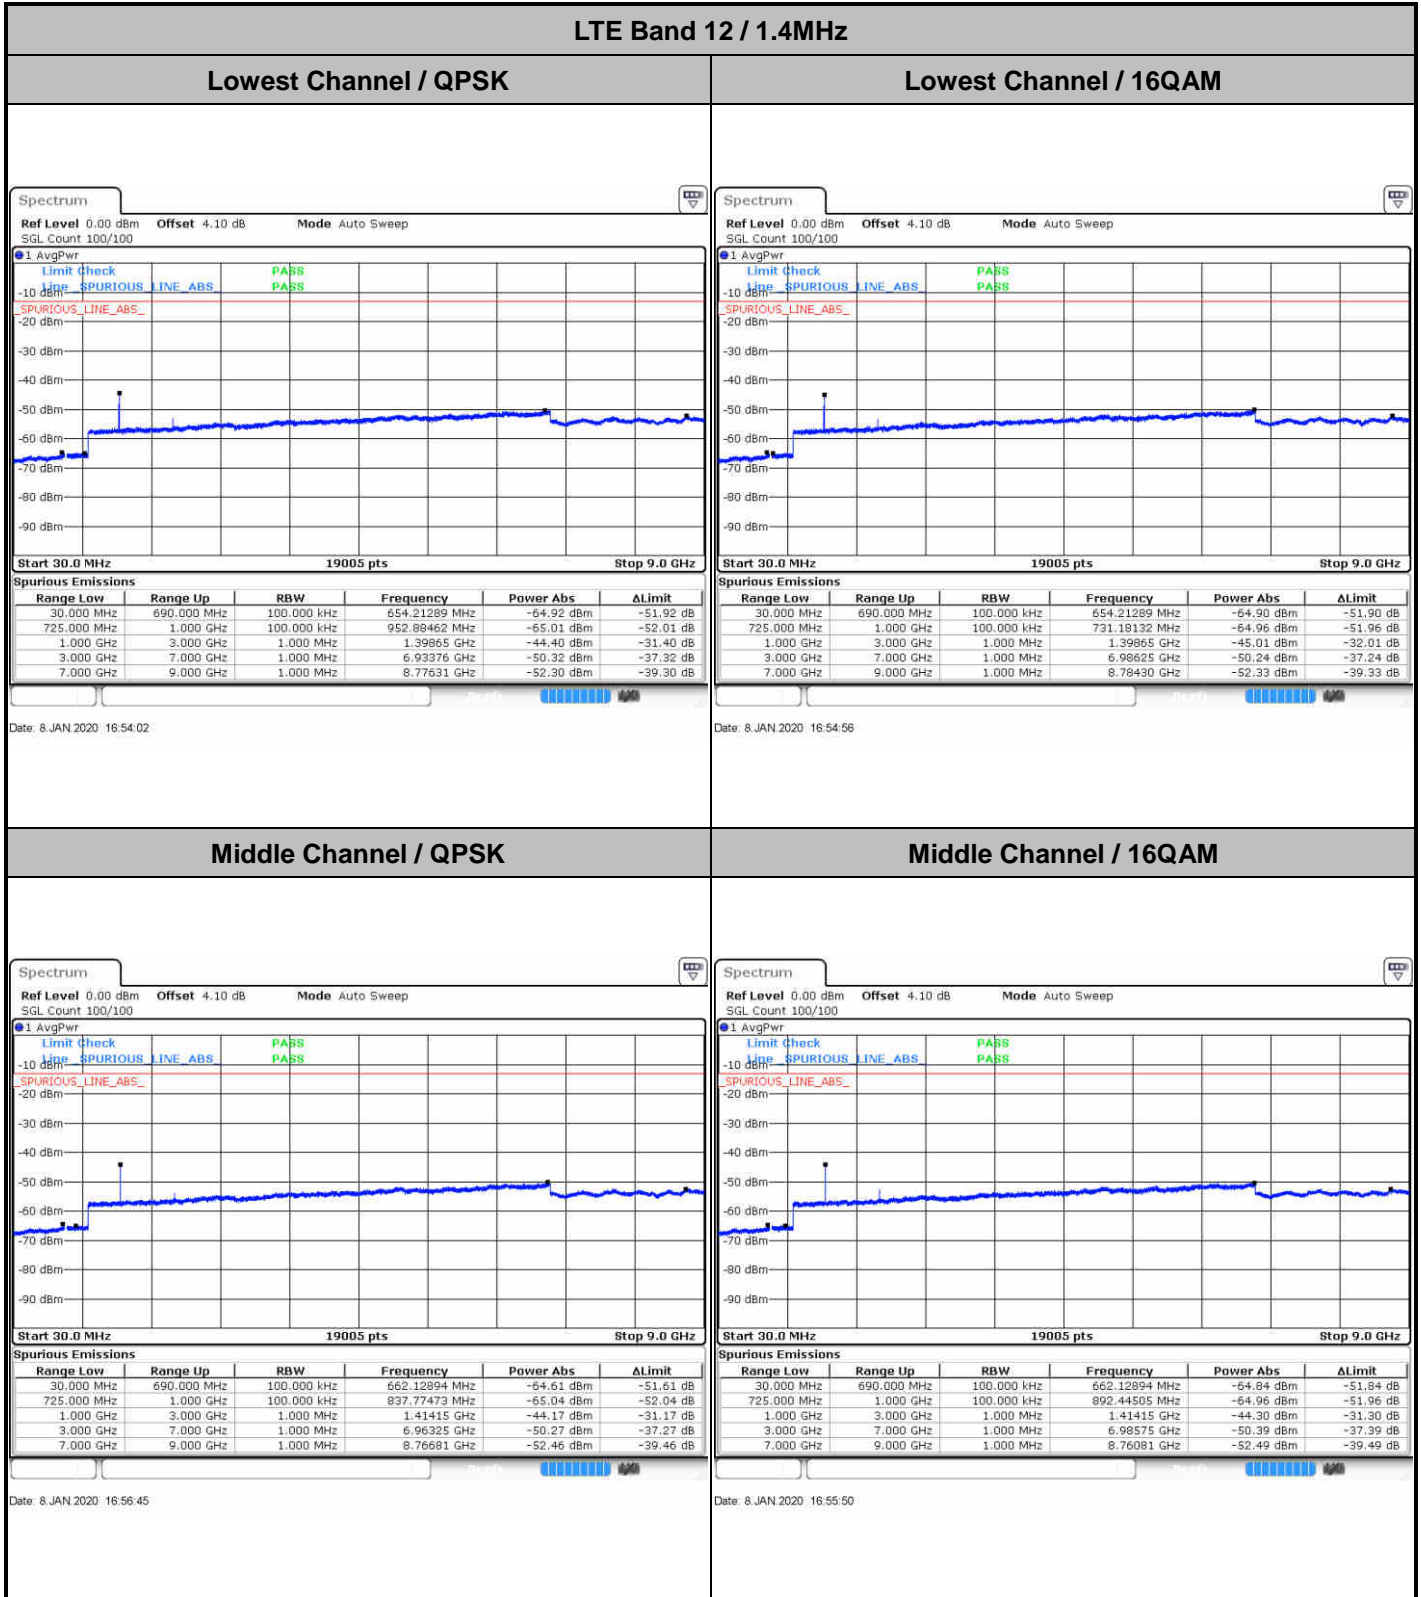 LTE Band 12 / 1.4MHz
Lowest Channel / QPSK
Lowest Channel / 16QAM
Spectrum
Ref Level 0.00 dBm Offset 4.10 dB Mode Auto Sweep
SGL Count 100/100
1 AvgPwr
Limit Check PASS
Line _SPURIOUS_LINE_ABS_ PASS
-10 dBm
_SPURIOUS_LINE_ABS_
-20 dBm
-30 dBm
-40 dBm
-50 dBm
-60 dBm
-70 dBm
-80 dBm
-90 dBm
Start 30.0 MHz 19005 pts Stop 9.0 GHz
Spurious Emissions
Range Low Range Up RBW Frequency Power Abs ΔLimit
30.000 MHz 690.000 MHz 100.000 kHz 654.21289 MHz -64.92 dBm -51.92 dB
725.000 MHz 1.000 GHz 100.000 kHz 952.88462 MHz -65.01 dBm -52.01 dB
1.000 GHz 3.000 GHz 1.000 MHz 1.39865 GHz -44.40 dBm -31.40 dB
3.000 GHz 7.000 GHz 1.000 MHz 6.93376 GHz -50.32 dBm -37.32 dB
7.000 GHz 9.000 GHz 1.000 MHz 8.77631 GHz -52.30 dBm -39.30 dB
Date: 8.JAN.2020 16:54:02
Spectrum
Ref Level 0.00 dBm Offset 4.10 dB Mode Auto Sweep
SGL Count 100/100
1 AvgPwr
Limit Check PASS
Line _SPURIOUS_LINE_ABS_ PASS
-10 dBm
_SPURIOUS_LINE_ABS_
-20 dBm
-30 dBm
-40 dBm
-50 dBm
-60 dBm
-70 dBm
-80 dBm
-90 dBm
Start 30.0 MHz 19005 pts Stop 9.0 GHz
Spurious Emissions
Range Low Range Up RBW Frequency Power Abs ΔLimit
30.000 MHz 690.000 MHz 100.000 kHz 654.21289 MHz -64.90 dBm -51.90 dB
725.000 MHz 1.000 GHz 100.000 kHz 731.18132 MHz -64.96 dBm -51.96 dB
1.000 GHz 3.000 GHz 1.000 MHz 1.39865 GHz -45.01 dBm -32.01 dB
3.000 GHz 7.000 GHz 1.000 MHz 6.98625 GHz -50.24 dBm -37.24 dB
7.000 GHz 9.000 GHz 1.000 MHz 8.78430 GHz -52.33 dBm -39.33 dB
Date: 8.JAN.2020 16:54:56
Middle Channel / QPSK
Middle Channel / 16QAM
Spectrum
Ref Level 0.00 dBm Offset 4.10 dB Mode Auto Sweep
SGL Count 100/100
1 AvgPwr
Limit Check PASS
Line _SPURIOUS_LINE_ABS_ PASS
-10 dBm
_SPURIOUS_LINE_ABS_
-20 dBm
-30 dBm
-40 dBm
-50 dBm
-60 dBm
-70 dBm
-80 dBm
-90 dBm
Start 30.0 MHz 19005 pts Stop 9.0 GHz
Spurious Emissions
Range Low Range Up RBW Frequency Power Abs ΔLimit
30.000 MHz 690.000 MHz 100.000 kHz 662.12894 MHz -64.61 dBm -51.61 dB
725.000 MHz 1.000 GHz 100.000 kHz 837.77473 MHz -65.04 dBm -52.04 dB
1.000 GHz 3.000 GHz 1.000 MHz 1.41415 GHz -44.17 dBm -31.17 dB
3.000 GHz 7.000 GHz 1.000 MHz 6.96325 GHz -50.27 dBm -37.27 dB
7.000 GHz 9.000 GHz 1.000 MHz 8.76681 GHz -52.46 dBm -39.46 dB
Date: 8.JAN.2020 16:56:45
Spectrum
Ref Level 0.00 dBm Offset 4.10 dB Mode Auto Sweep
SGL Count 100/100
1 AvgPwr
Limit Check PASS
Line _SPURIOUS_LINE_ABS_ PASS
-10 dBm
_SPURIOUS_LINE_ABS_
-20 dBm
-30 dBm
-40 dBm
-50 dBm
-60 dBm
-70 dBm
-80 dBm
-90 dBm
Start 30.0 MHz 19005 pts Stop 9.0 GHz
Spurious Emissions
Range Low Range Up RBW Frequency Power Abs ΔLimit
30.000 MHz 690.000 MHz 100.000 kHz 662.12894 MHz -64.84 dBm -51.84 dB
725.000 MHz 1.000 GHz 100.000 kHz 892.44505 MHz -64.96 dBm -51.96 dB
1.000 GHz 3.000 GHz 1.000 MHz 1.41415 GHz -44.30 dBm -31.30 dB
3.000 GHz 7.000 GHz 1.000 MHz 6.98575 GHz -50.39 dBm -37.39 dB
7.000 GHz 9.000 GHz 1.000 MHz 8.76081 GHz -52.49 dBm -39.49 dB
Date: 8.JAN.2020 16:55:50